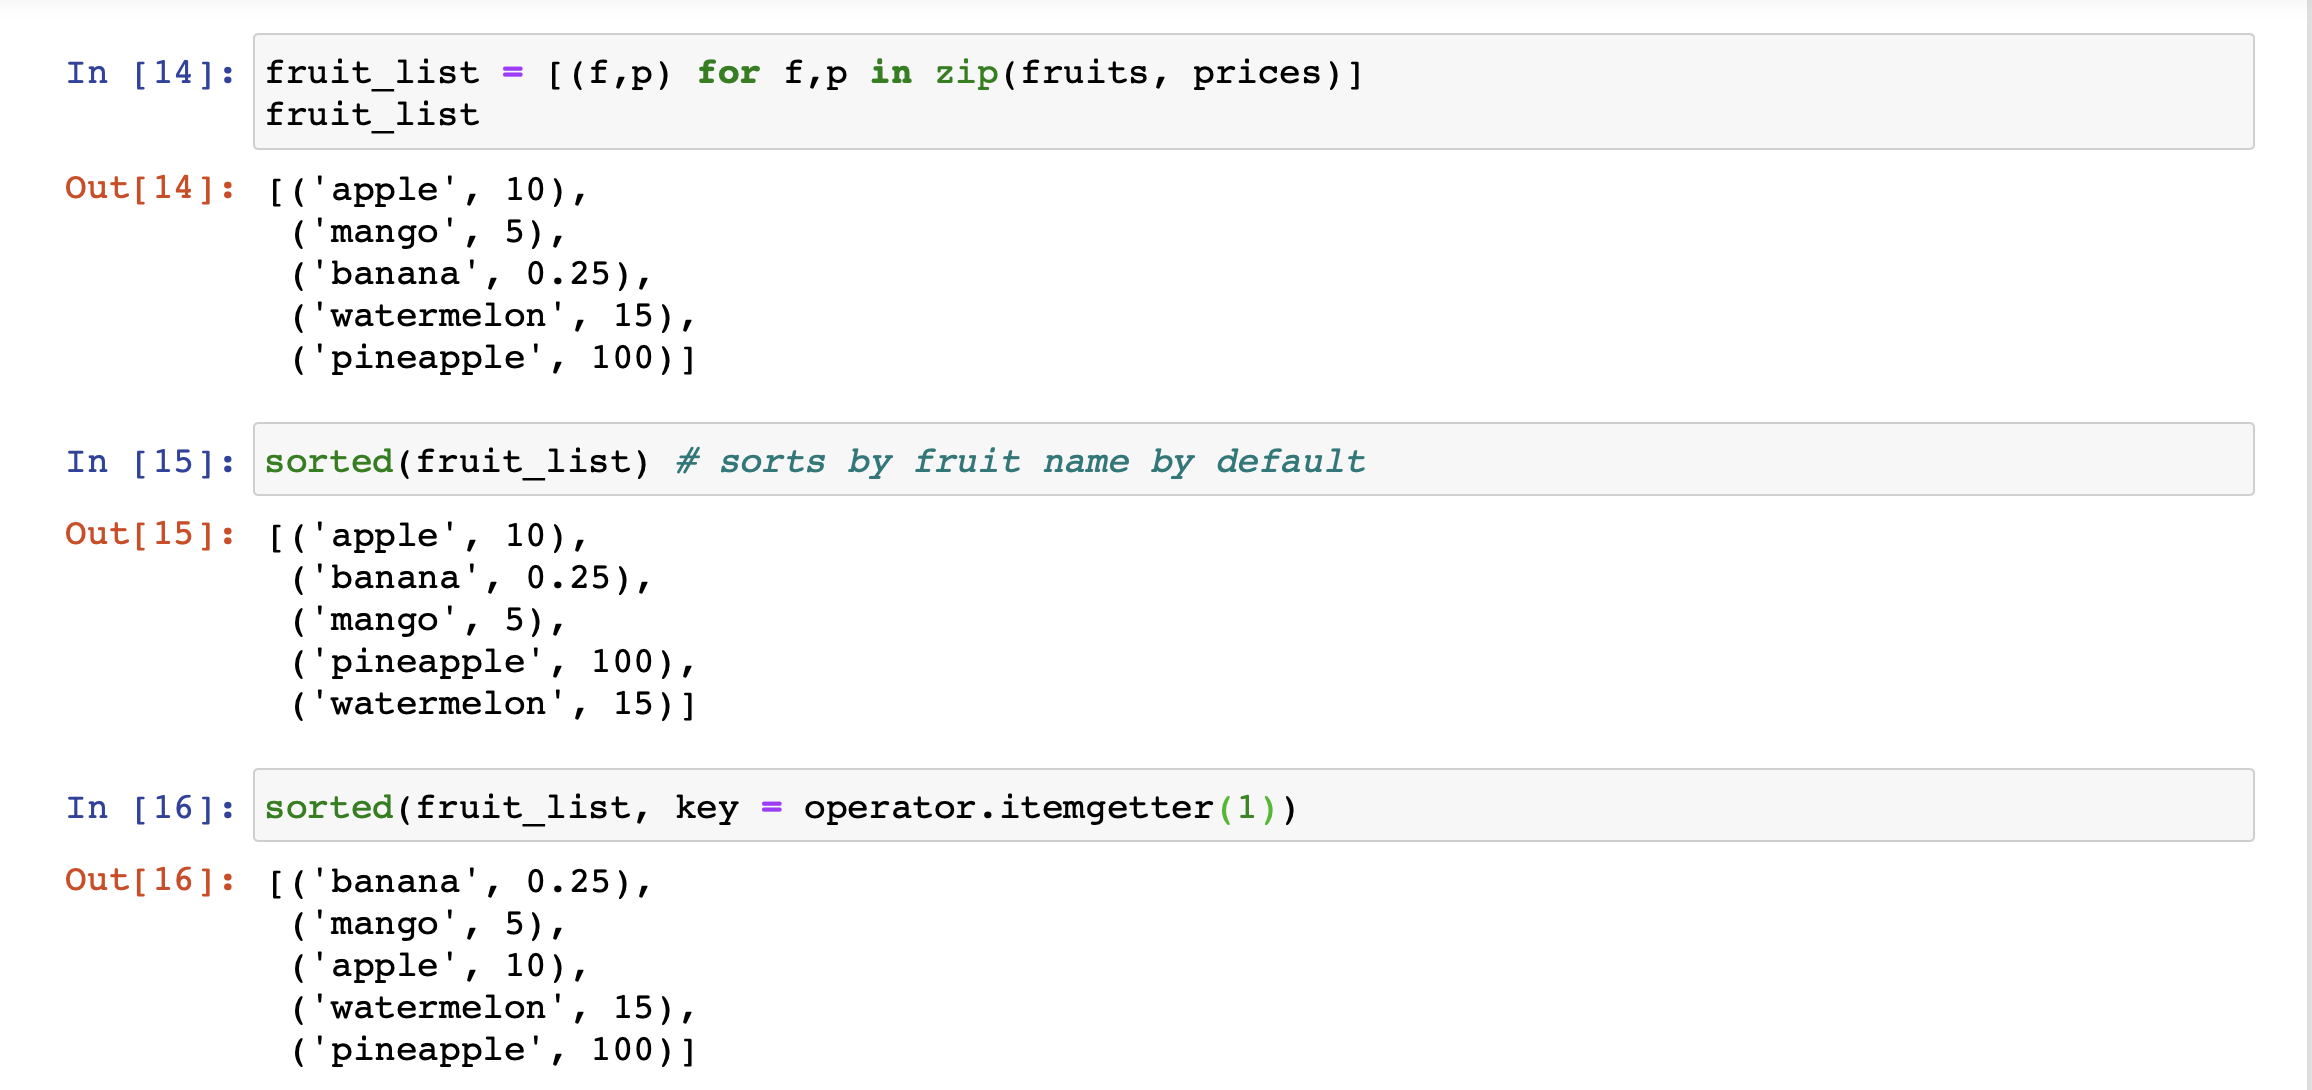 In [14]: fruit_list = [(f,p) for f,p in zip(fruits, prices)]
fruit_list
Out[14]: [('apple', 10),
('mango', 5),
('banana', 0.25),
('watermelon', 15),
('pineapple', 100)]
In [15]: sorted(fruit_list) # sorts by fruit name by default
Out[15]: [('apple', 10),
('banana', 0.25),
('mango', 5),
('pineapple', 100),
('watermelon', 15)]
In [16]: sorted(fruit_list, key = operator.itemgetter(1))
Out[16]: [('banana', 0.25),
('mango', 5),
('apple', 10),
('watermelon', 15),
('pineapple', 100)]